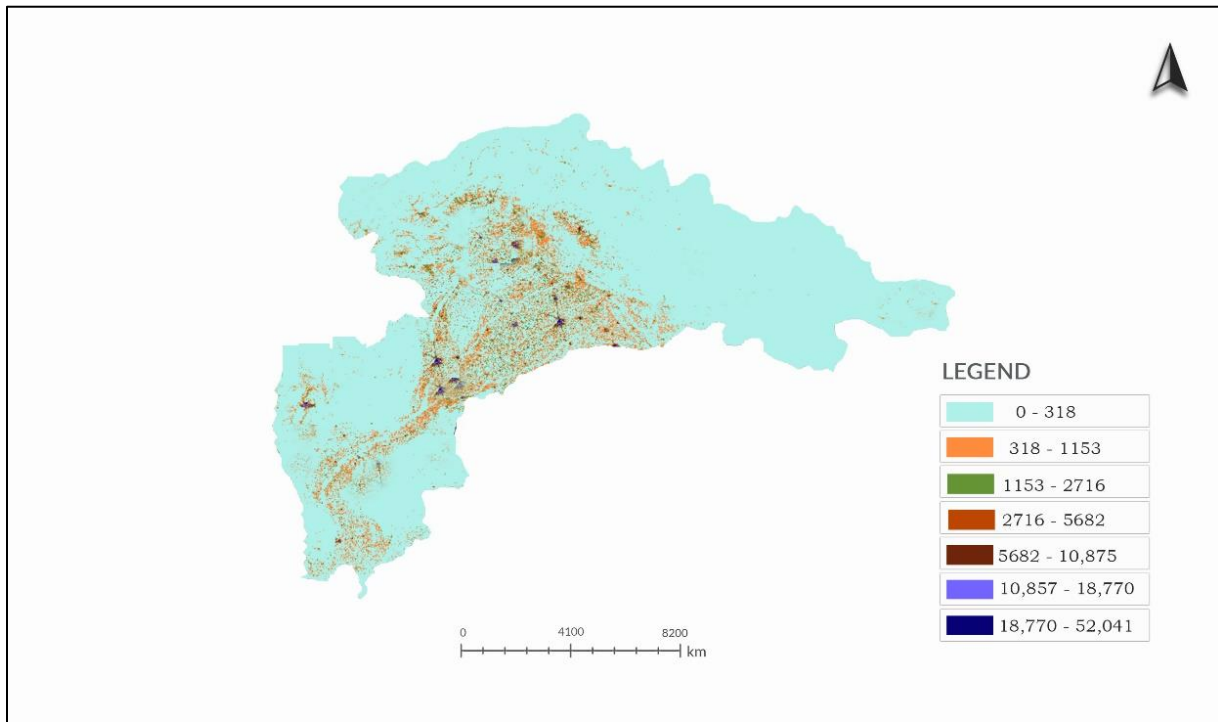 LEGEND
0 - 318
318 - 1153
1153 - 2716
2716 - 5682
5682 - 10,875
10,857 - 18,770
18,770 - 52,041
0 4100 8200
km